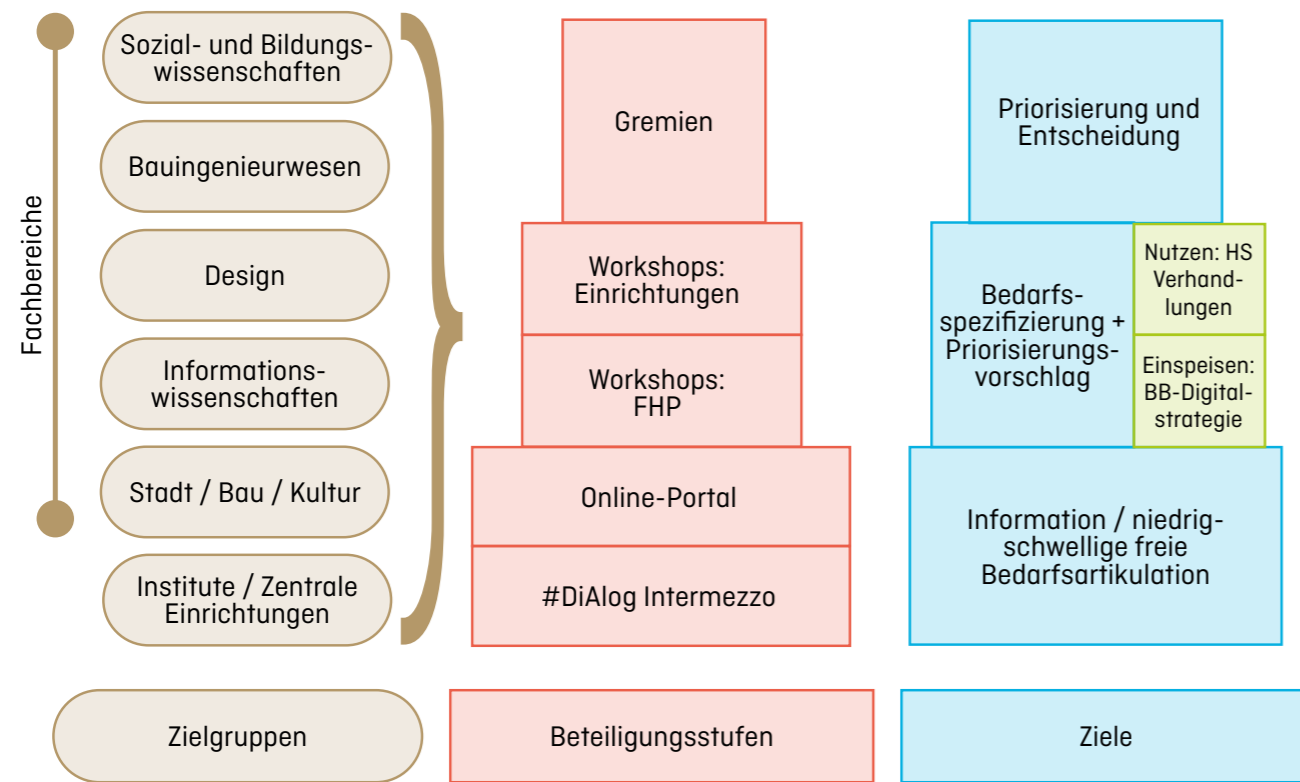 Fachbereiche
Sozial- und Bildungs-
wissenschaften
Bauingenieurwesen
Design
Informations-
wissenschaften
Stadt / Bau / Kultur
Institute / Zentrale
Einrichtungen
Zielgruppen
Gremien
Workshops:
Einrichtungen
Workshops:
FHP
Online-Portal
#DiAlog Intermezzo
Beteiligungsstufen
Priorisierung und
Entscheidung
Bedarfs-
spezifizierung +
Priorisierungs-
vorschlag
Nutzen: HS
Verhand-
lungen
Einspeisen:
BB-Digital-
strategie
Information / niedrig-
schwellige freie
Bedarfsartikulation
Ziele